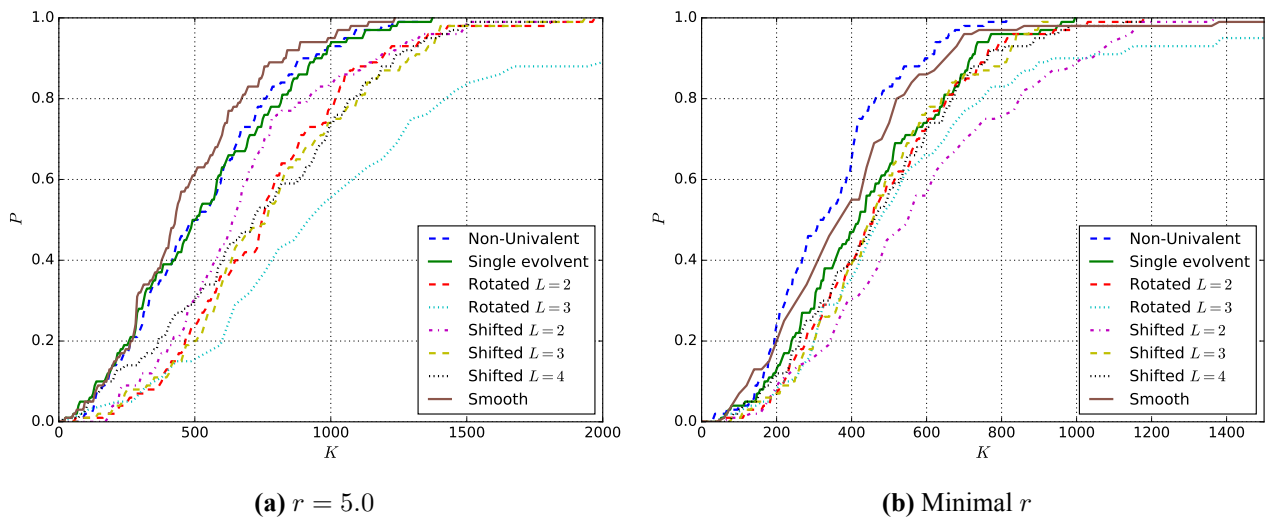 1.0
0.8
0.6
0.4
0.2
0.0
P
0
500
1000
1500
2000
K
Non-Univalent
Single evolvent
Rotated L = 2
Rotated L = 3
Shifted L = 2
Shifted L = 3
Shifted L = 4
Smooth
(a) r = 5.0
1.0
0.8
0.6
0.4
0.2
0.0
P
0
200
400
600
800
1000
1200
1400
K
Non-Univalent
Single evolvent
Rotated L = 2
Rotated L = 3
Shifted L = 2
Shifted L = 3
Shifted L = 4
Smooth
(b) Minimal r